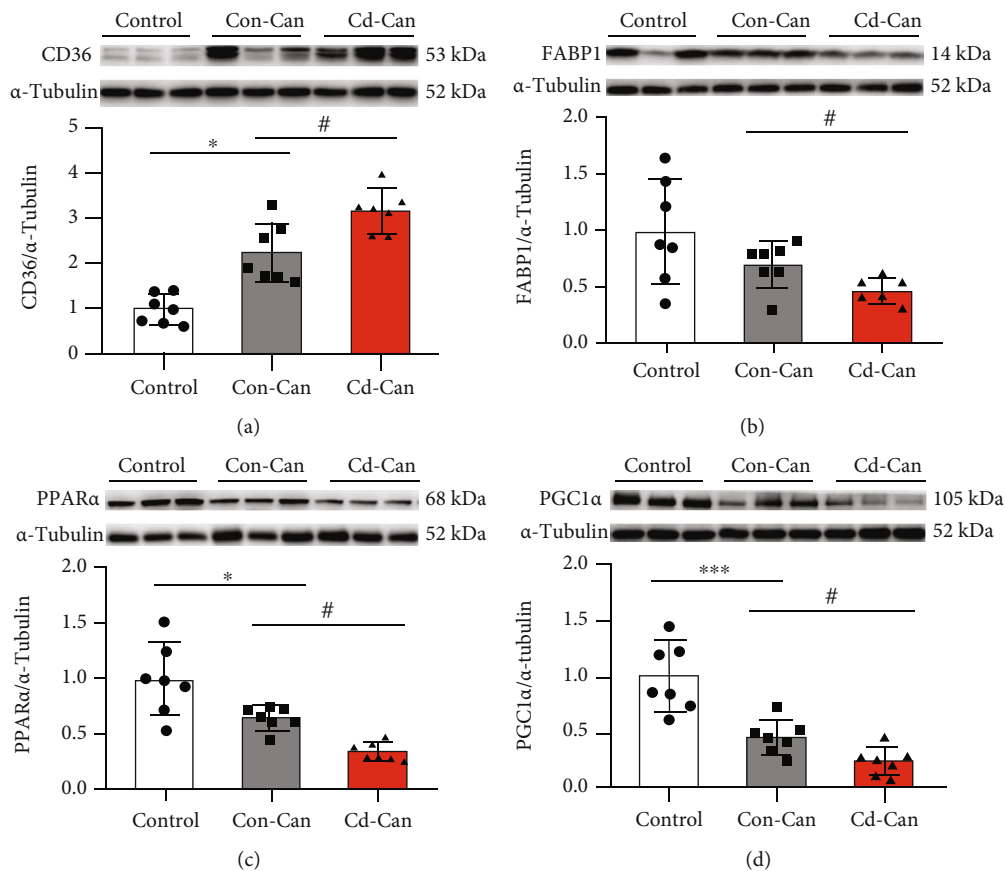 Control Con-Can Cd-Can
CD36 53 kDa
α-Tubulin 52 kDa
CD36/α-Tubulin
5
4
3
2
1
0
*
#
Control Con-Can Cd-Can
(a)
Control Con-Can Cd-Can
FABP1 14 kDa
α-Tubulin 52 kDa
FABP1/α-Tubulin
2.0
1.5
1.0
0.5
0.0
#
Control Con-Can Cd-Can
(b)
Control Con-Can Cd-Can
PPARα 68 kDa
α-Tubulin 52 kDa
PPARα/α-Tubulin
2.0
1.5
1.0
0.5
0.0
*
#
Control Con-Can Cd-Can
(c)
Control Con-Can Cd-Can
PGC1α 105 kDa
α-Tubulin 52 kDa
PGC1α/α-tubulin
2.0
1.5
1.0
0.5
0.0
***
#
Control Con-Can Cd-Can
(d)